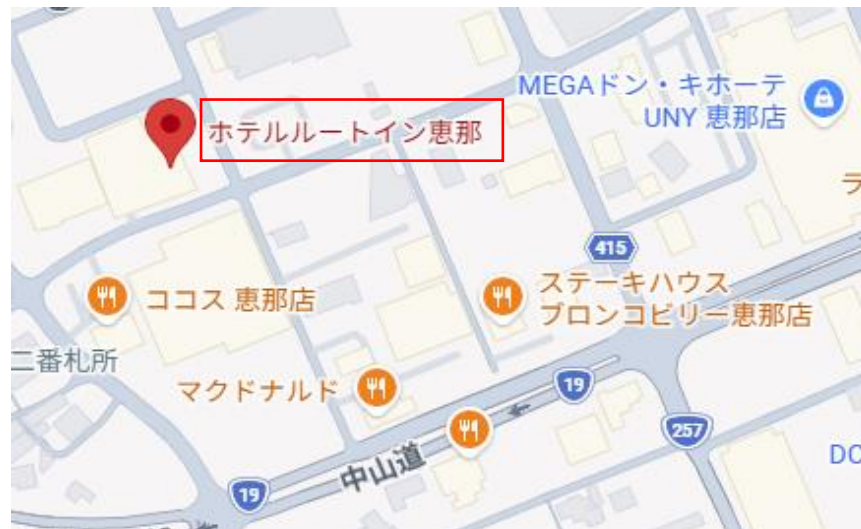 MEGAドン・キホーテ
UNY 恵那店
ホテルルートイン恵那
ラ
415
ステーキハウス
ブロンコビリー恵那店
ココス 恵那店
二番札所
マクドナルド
19
257
中山道
19
DC